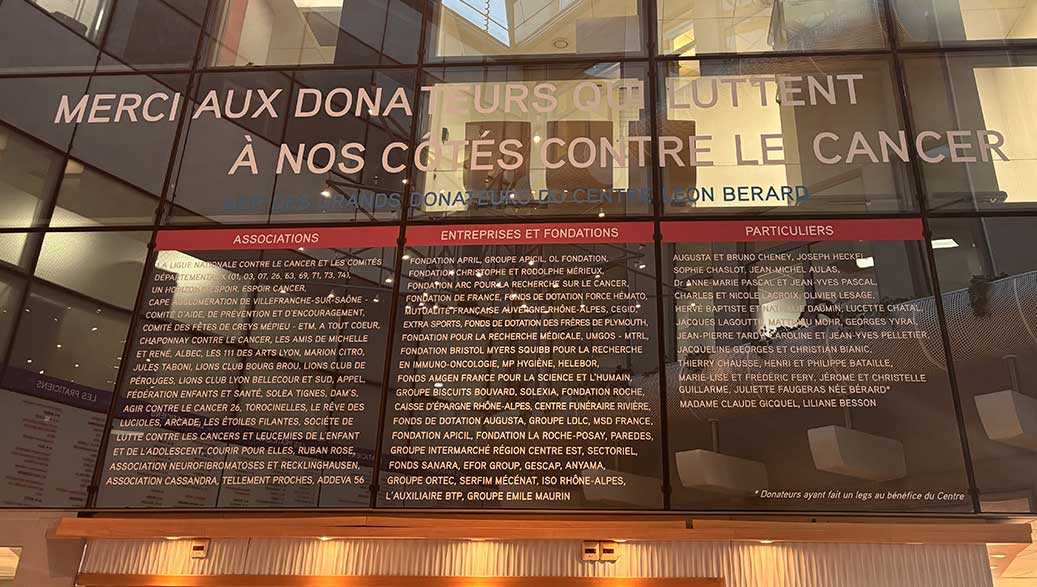 MERCI AUX DONATEURS QUI LUTTENT
À NOS CÔTÉS CONTRE LE CANCER
DES GRANDS DONATEURS DU CENTRE LEON BERARD
ASSOCIATIONS
LA LIGUE NATIONALE CONTRE LE CANCER ET LES COMITÉS
DÉPARTEMENTAUX (01, 03, 07, 26, 63, 69, 71, 73, 74),
UN HORIZON ESPOIR, ESPOIR CANCER,
CAPE AGGLOMÉRATION DE VILLEFRANCHE-SUR-SAÔNE -
COMITÉ D'AIDE, DE PRÉVENTION ET D'ENCOURAGEMENT,
COMITÉ DES FÊTES DE CREYS MÉPIEU - ETM, A TOUT COEUR,
CHAPONNAY CONTRE LE CANCER, LES AMIS DE MICHELLE
ET RENÉ, ALBEC, LES 111 DES ARTS LYON, MARION CITRO,
JULES TABONI, LIONS CLUB BOURG BROU, LIONS CLUB DE
PÉROUGES, LIONS CLUB LYON BELLECOUR ET SUD, APPEL,
FÉDÉRATION ENFANTS ET SANTÉ, SOLEA TIGNES, DAM'S,
AGIR CONTRE LE CANCER 26, TOROCINELLES, LE RÊVE DES
LUCIOLES, ARCADE, LES ÉTOILES FILANTES, SOCIÉTÉ DE
LUTTE CONTRE LES CANCERS ET LEUCEMIES DE L'ENFANT
ET DE L'ADOLESCENT, COURIR POUR ELLES, RUBAN ROSE,
ASSOCIATION NEUROFIBROMATOSES ET RECKLINGHAUSEN,
ASSOCIATION CASSANDRA, TELLEMENT PROCHES, ADDEVA 56
ENTREPRISES ET FONDATIONS
FONDATION APRIL, GROUPE APICIL, OL FONDATION,
FONDATION CHRISTOPHE ET RODOLPHE MÉRIEUX,
FONDATION ARC POUR LA RECHERCHE SUR LE CANCER,
FONDATION DE FRANCE, FONDS DE DOTATION FORCE HÉMATO,
MUTUALITÉ FRANÇAISE AUVERGNE RHÔNE-ALPES, CEGID,
EXTRA SPORTS, FONDS DE DOTATION DES FRÈRES DE PLYMOUTH,
FONDATION POUR LA RECHERCHE MÉDICALE, UMGOS - MTRL,
FONDATION BRISTOL MYERS SQUIBB POUR LA RECHERCHE
EN IMMUNO-ONCOLOGIE, MP HYGIÈNE, HELEBOR,
FONDS AMGEN FRANCE POUR LA SCIENCE ET L'HUMAIN,
GROUPE BISCUITS BOUVARD, SOLEXIA, FONDATION ROCHE,
CAISSE D'ÉPARGNE RHÔNE-ALPES, CENTRE FUNÉRAIRE RIVIÈRE,
FONDS DE DOTATION AUGUSTA, GROUPE LDLC, MSD FRANCE,
FONDATION APICIL, FONDATION LA ROCHE-POSAY, PAREDES,
GROUPE INTERMARCHÉ RÉGION CENTRE EST, SECTORIEL,
FONDS SANARA, EFOR GROUP, GESCAP, ANYAMA,
GROUPE ORTEC, SERFIM MÉCÉNAT, ISO RHÔNE-ALPES,
L'AUXILIAIRE BTP, GROUPE EMILE MAURIN
PARTICULIERS
AUGUSTA ET BRUNO CHENEY, JOSEPH HECKEL
SOPHIE CHASLOT, JEAN-MICHEL AULAS,
Dr ANNE-MARIE PASCAL ET JEAN-YVES PASCAL,
CHARLES ET NICOLE LACROIX, OLIVIER LESAGE,
HERVÉ BAPTISTE ET DAUMIN, LUCETTE CHATAL,
JACQUES LAGOUTTE, MOHR, GEORGES YVRAI,
JEAN-PIERRE TARDY, CAROLINE ET JEAN-YVES PELLETIER,
JACQUELINE GEORGES ET CHRISTIAN BIANIC,
THIERRY CHAUSSE, HENRI ET PHILIPPE BATAILLE,
MARIE-LISE ET FRÉDÉRIC FERY, JÉRÔME ET CHRISTELLE
GUILLARME, JULIETTE FAUGERAS NÉE BÉRARD*
MADAME CLAUDE GICQUEL, LILIANE BESSON
* Donateurs ayant fait un legs au bénéfice du Centre
LES PRATICIENS